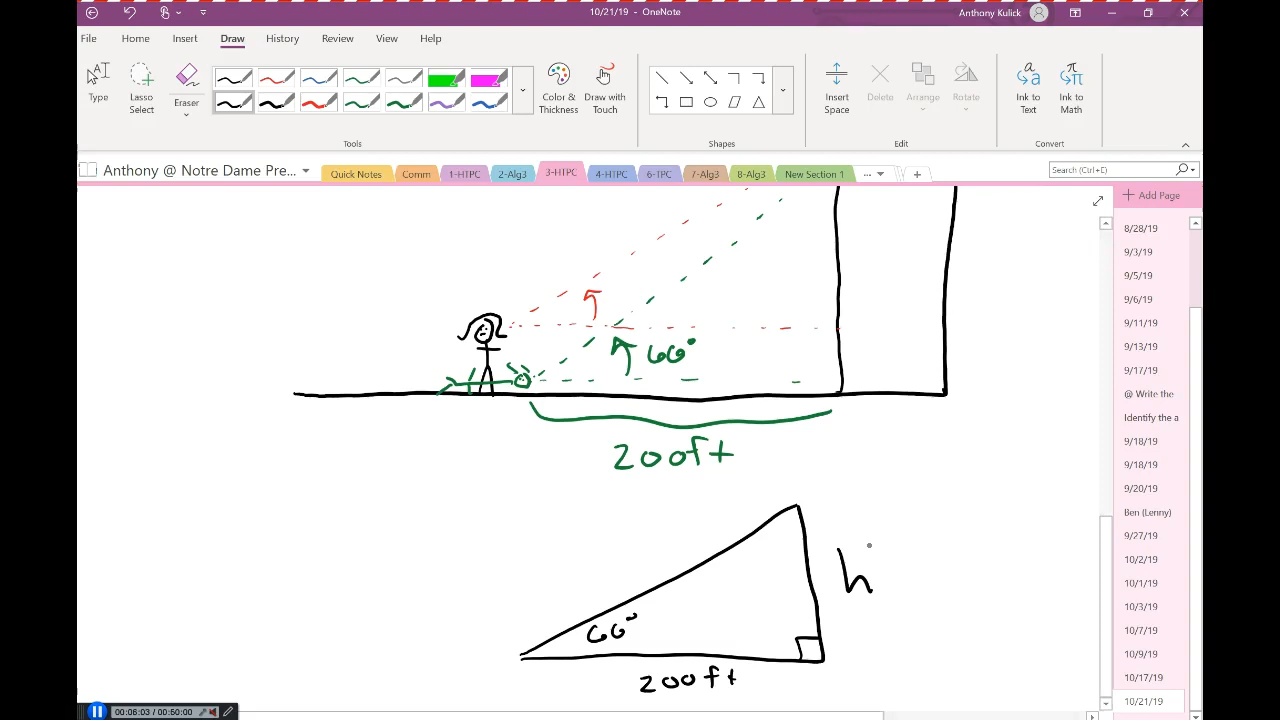 10/21/19 - OneNote
Anthony Kulick
File Home Insert Draw History Review View Help
Type
Lasso Select
Eraser
Color & Thickness
Draw with Touch
Insert Space
Delete
Arrange
Rotate
Ink to Text
Ink to Math
Tools
Shapes
Edit
Convert
Anthony @ Notre Dame Pre...
Quick Notes
Comm
1-HTPC
2-Alg3
3-HTPC
4-HTPC
6-TPC
7-Alg3
8-Alg3
New Section 1
...
Search (Ctrl+E)
Add Page
8/28/19
9/3/19
9/5/19
9/6/19
9/11/19
9/13/19
9/17/19
@ Write the
Identify the a
9/18/19
9/18/19
9/20/19
Ben (Lenny)
9/27/19
10/2/19
10/1/19
10/3/19
10/7/19
10/9/19
10/17/19
10/21/19
60°
200ft
h
60°
200ft
00:06:03 / 00:50:00